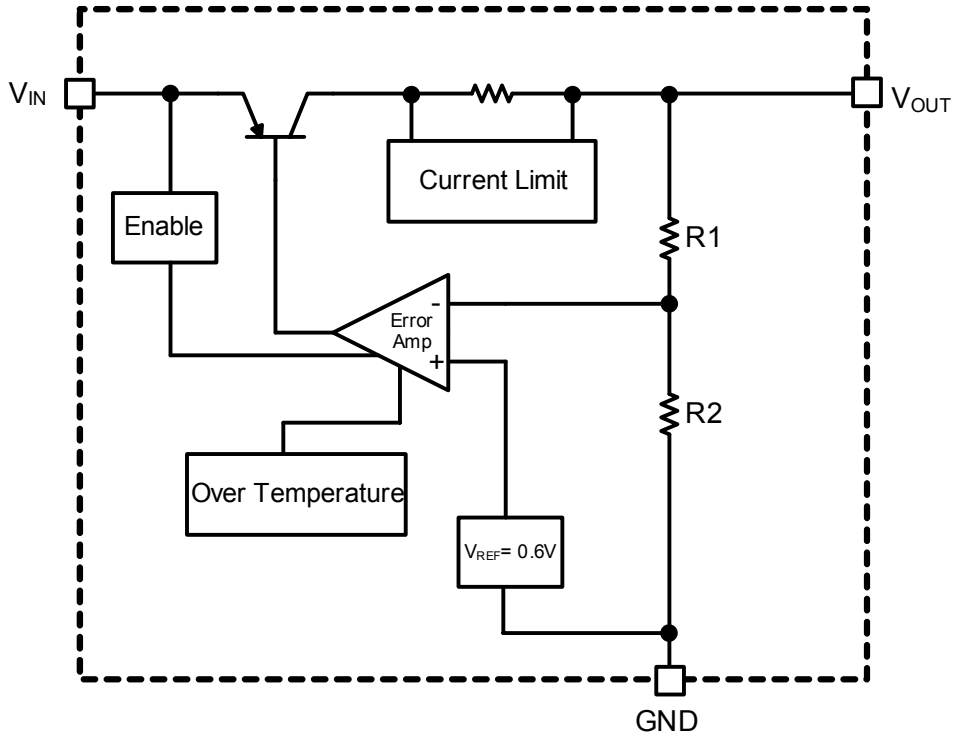 VIN
VOUT
Current Limit
Enable
R1
-
Error
Amp
+
R2
Over Temperature
VREF= 0.6V
GND